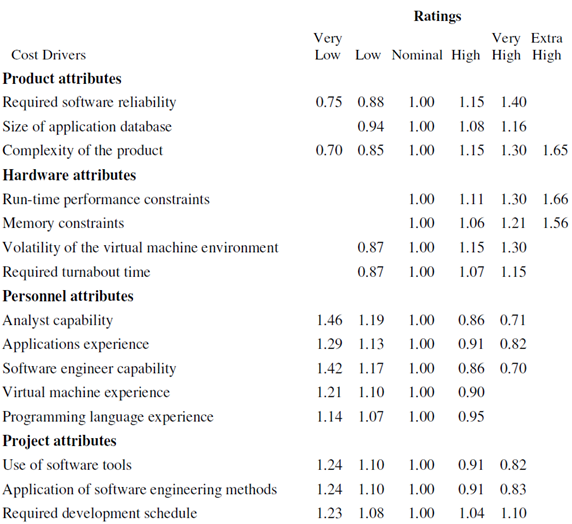 Ratings
Very Very Extra
Cost Drivers Low Low Nominal High High High
Product attributes
Required software reliability 0.75 0.88 1.00 1.15 1.40
Size of application database 0.94 1.00 1.08 1.16
Complexity of the product 0.70 0.85 1.00 1.15 1.30 1.65
Hardware attributes
Run-time performance constraints 1.00 1.11 1.30 1.66
Memory constraints 1.00 1.06 1.21 1.56
Volatility of the virtual machine environment 0.87 1.00 1.15 1.30
Required turnabout time 0.87 1.00 1.07 1.15
Personnel attributes
Analyst capability 1.46 1.19 1.00 0.86 0.71
Applications experience 1.29 1.13 1.00 0.91 0.82
Software engineer capability 1.42 1.17 1.00 0.86 0.70
Virtual machine experience 1.21 1.10 1.00 0.90
Programming language experience 1.14 1.07 1.00 0.95
Project attributes
Use of software tools 1.24 1.10 1.00 0.91 0.82
Application of software engineering methods 1.24 1.10 1.00 0.91 0.83
Required development schedule 1.23 1.08 1.00 1.04 1.10